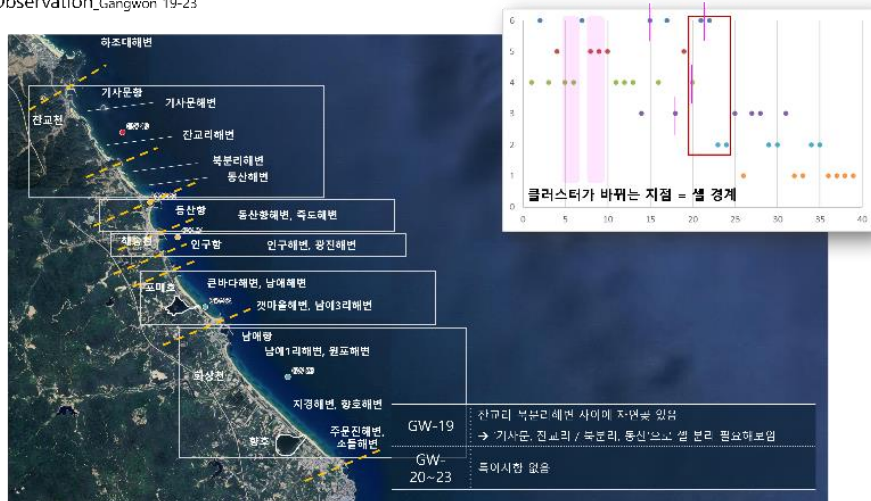 Observation_Gangwon 19-23
하조대해변
기사문항
기사문해변
잔교천
잔교리해변
북분리해변
동산해변
동산항
동산항해변, 죽도해변
인구항
인구해변, 광진해변
포매호
큰바다해변, 남애해변
갯마을해변, 남애3리해변
남애항
남애1리해변, 원포해변
화상천
지경해변, 향호해변
향호
주문진해변,
소돌해변
6
5
4
3
2
1
0
클러스터가 바뀌는 지점 = 셀 경계
0 5 10 15 20 25 30 35 40
GW-19
잔교리 북분리해변 사이에 자연곶 있음
→ '기사문, 잔교리 / 북분리, 동산'으로 셀 분리 필요해보임
GW-
20~23
특이사항 없음